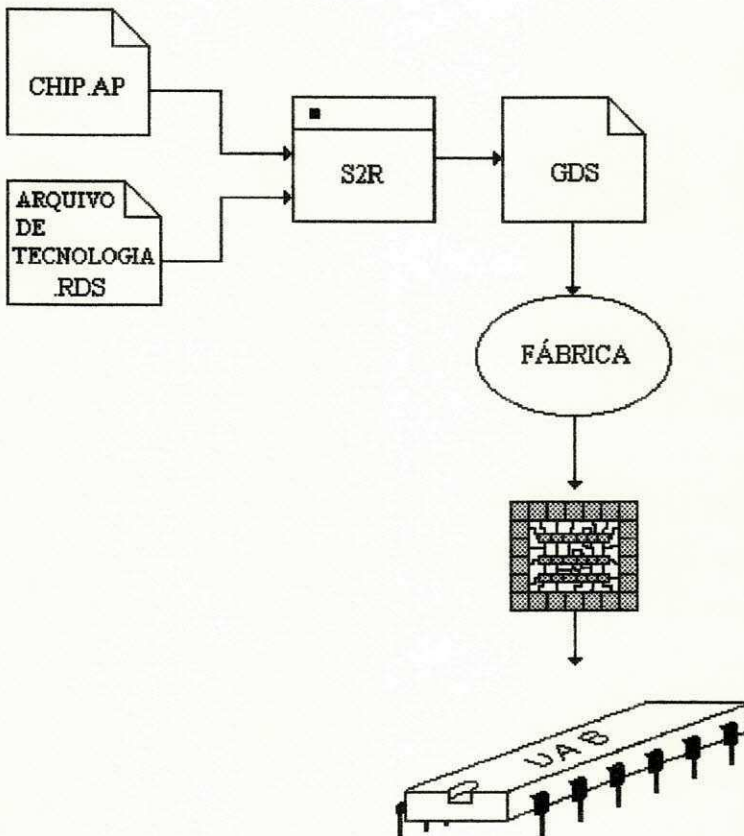 CHIP.AP
S2R
GDS
ARQUIVO
DE
TECNOLOGIA
.RDS
FÁBRICA
UAB